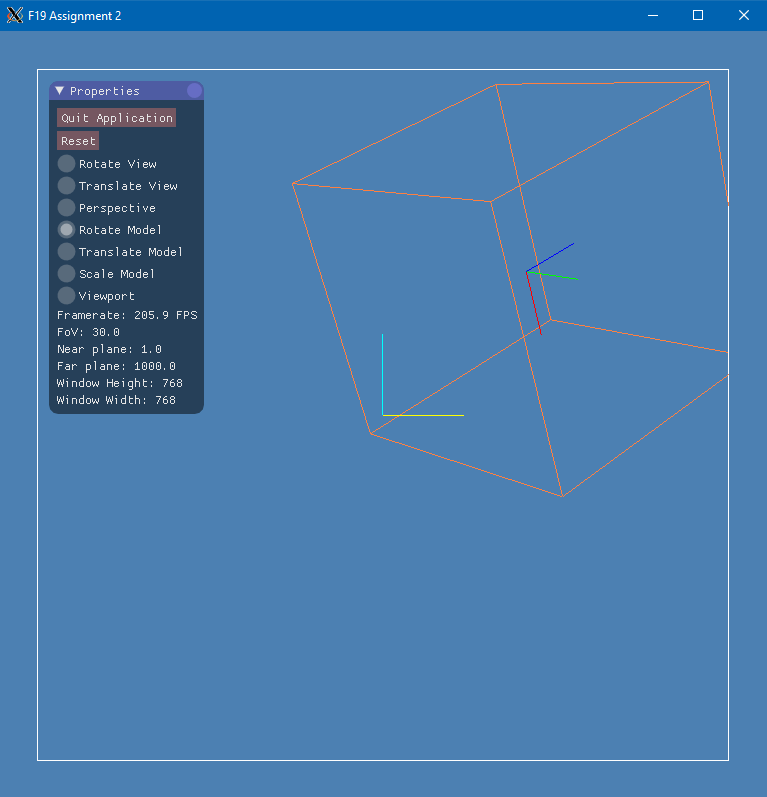 F19 Assignment 2
Properties
Quit Application
Reset
Rotate View
Translate View
Perspective
Rotate Model
Translate Model
Scale Model
Viewport
Framerate: 205.9 FPS
FoV: 30.0
Near plane: 1.0
Far plane: 1000.0
Window Height: 768
Window Width: 768